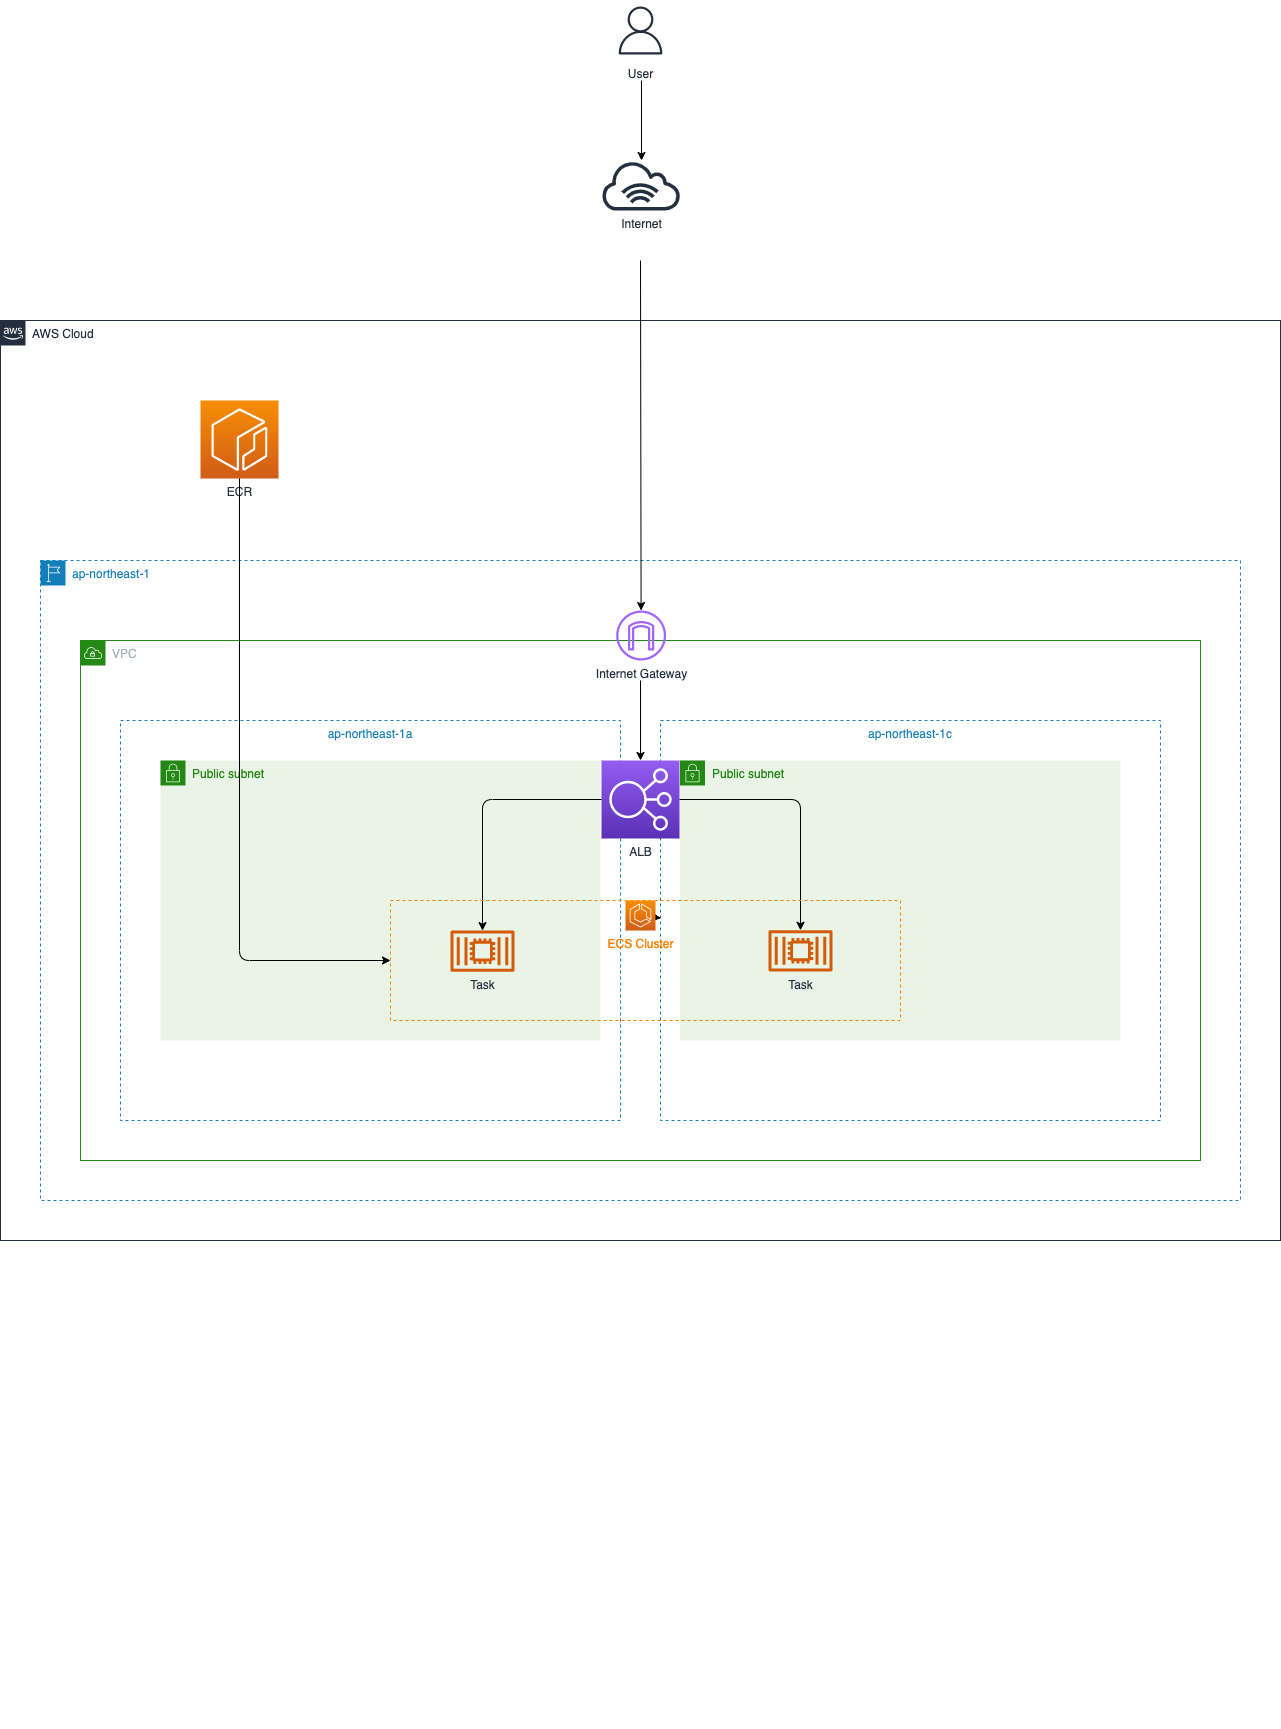 User
Internet
aws
AWS Cloud
ECR
ap-northeast-1
Internet Gateway
VPC
ap-northeast-1a
ap-northeast-1c
Public subnet
Public subnet
ALB
ECS Cluster
Task
Task